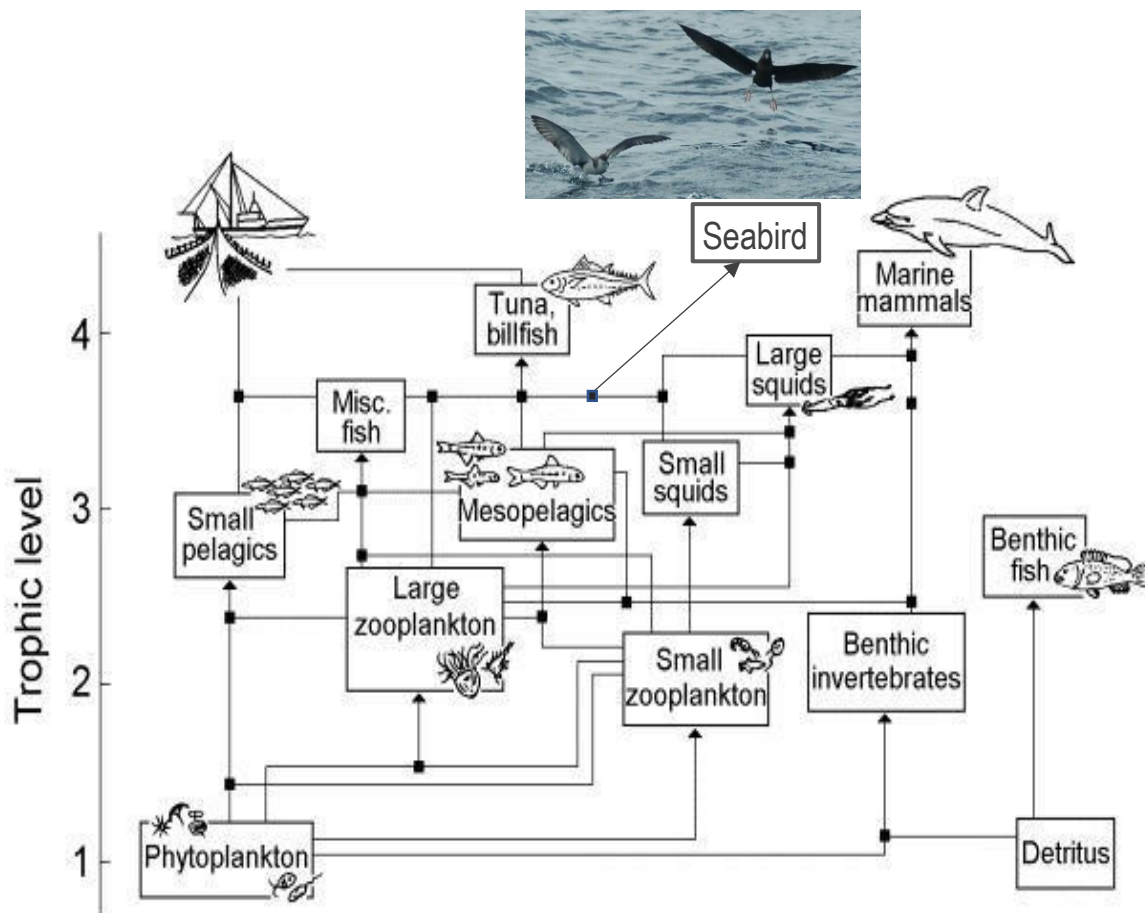 Seabird
Marine
mammals
Tuna,
billfish
4
Large
squids
Misc.
fish
Small
squids
Mesopelagics
3
Small
pelagics
Benthic
fish
Trophic level
Large
zooplankton
Small
zooplankton
Benthic
invertebrates
2
Phytoplankton
Detritus
1